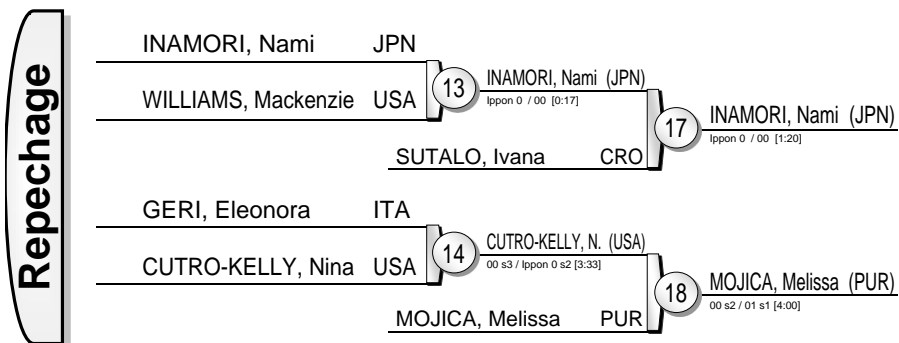 Repechage
INAMORI, Nami JPN
WILLIAMS, Mackenzie USA
13
INAMORI, Nami (JPN)
Ippon 0 / 00 [0:17]
SUTALO, Ivana CRO
17
INAMORI, Nami (JPN)
Ippon 0 / 00 [1:20]
GERI, Eleonora ITA
CUTRO-KELLY, Nina USA
14
CUTRO-KELLY, N. (USA)
00 s3 / Ippon 0 s2 [3:33]
MOJICA, Melissa PUR
18
MOJICA, Melissa (PUR)
00 s2 / 01 s1 [4:00]